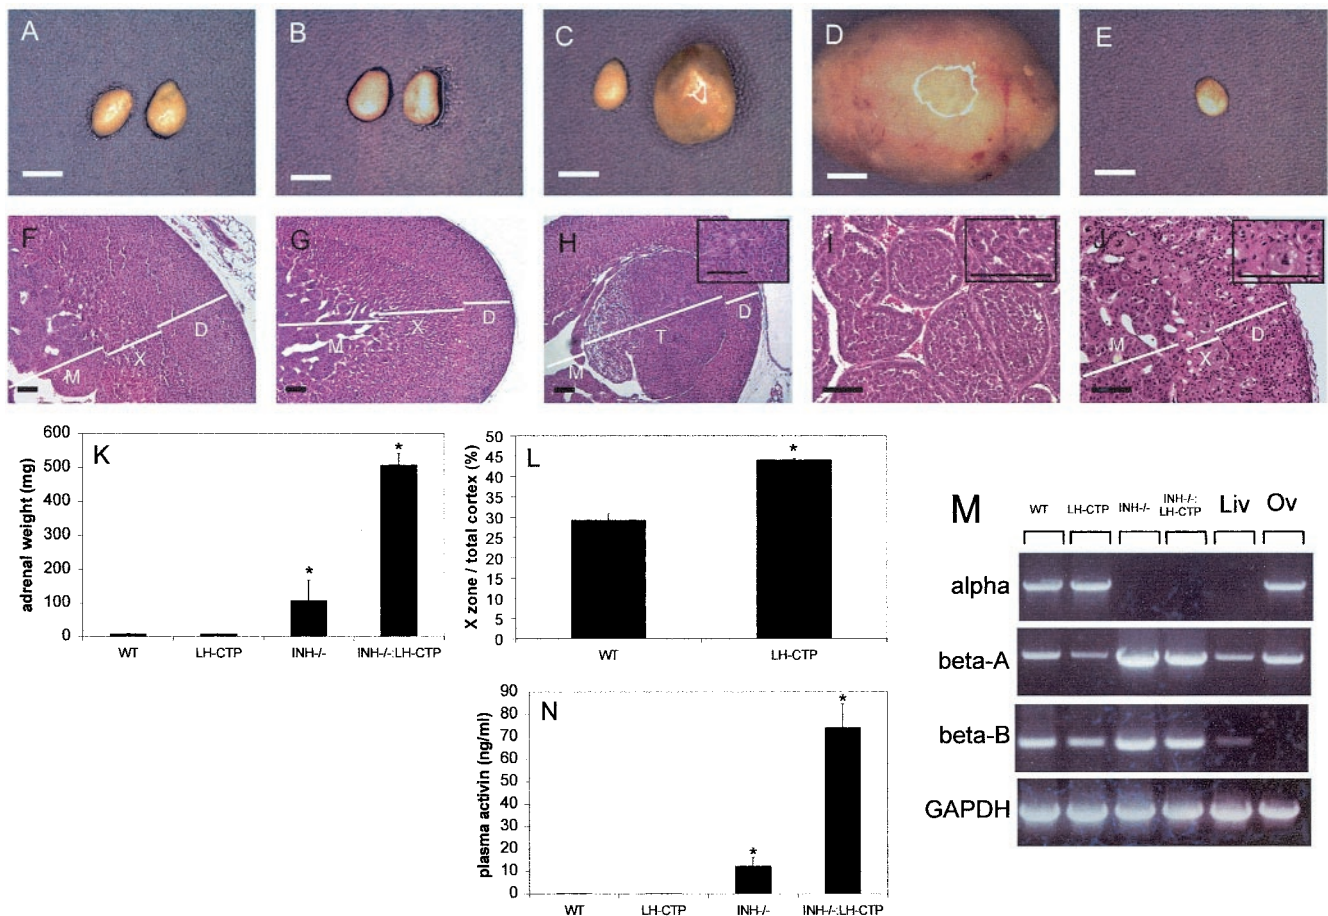 A
B
C
D
E
F
M
X
D
G
M
X
D
H
M
T
D
I
J
M
X
D
K
adrenal weight (mg)
600
500
400
300
200
100
0
WT
LH-CTP
INH-/-
INH-/-:LH-CTP
L
X zone / total cortex (%)
50
45
40
35
30
25
20
15
10
5
0
WT
LH-CTP
M
WT
LH-CTP
INH-/-
INH-/-:
LH-CTP
Liv
Ov
alpha
beta-A
beta-B
GAPDH
N
plasma activin (ng/ml)
90
80
70
60
50
40
30
20
10
0
WT
LH-CTP
INH-/-
INH-/-:LH-CTP
*
*
*
*
*